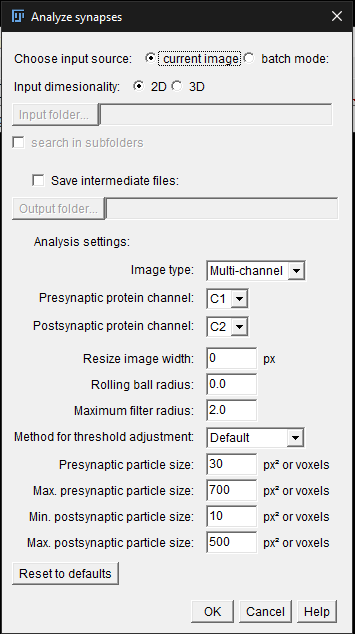 Analyze synapses
Choose input source: current image batch mode:
Input dimesionality: 2D 3D
Input folder...
search in subfolders
Save intermediate files:
Output folder...
Analysis settings:
Image type: Multi-channel
Presynaptic protein channel: C1
Postsynaptic protein channel: C2
Resize image width: 0 px
Rolling ball radius: 0.0
Maximum filter radius: 2.0
Method for threshold adjustment: Default
Presynaptic particle size: 30 px² or voxels
Max. presynaptic particle size: 700 px² or voxels
Min. postsynaptic particle size: 10 px² or voxels
Max. postsynaptic particle size: 500 px² or voxels
Reset to defaults
OK Cancel Help